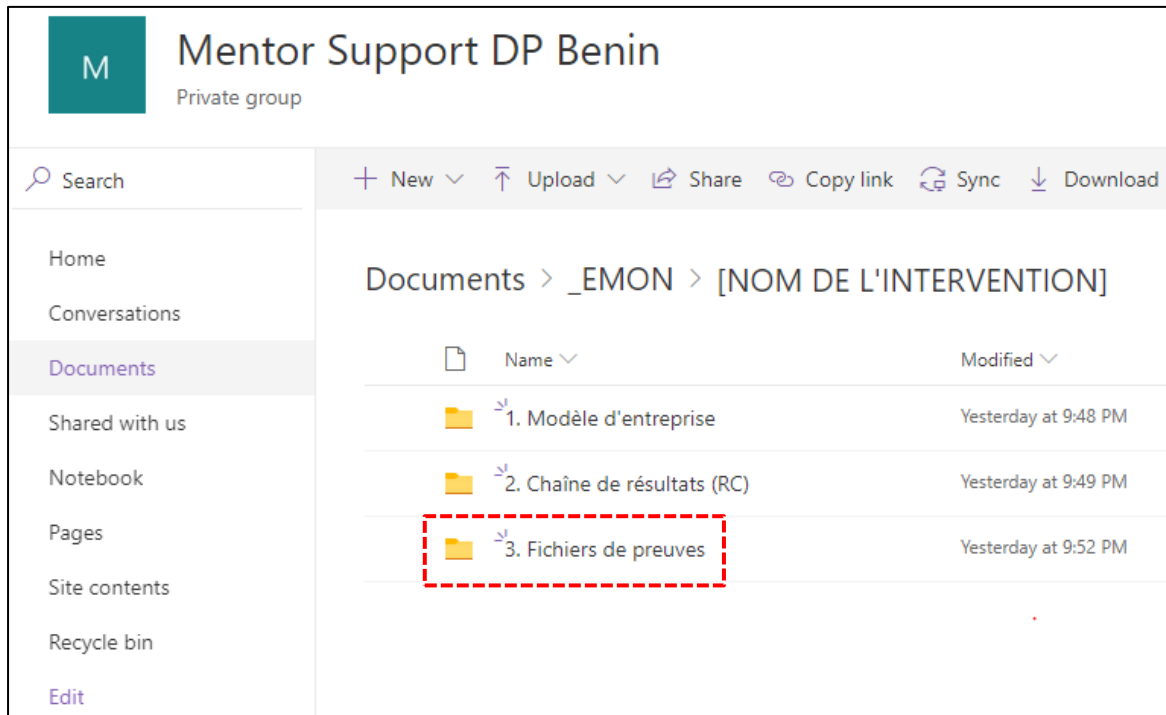 M
Mentor Support DP Benin
Private group
Search
New Upload Share Copy link Sync Download
Home
Conversations
Documents
Shared with us
Notebook
Pages
Site contents
Recycle bin
Edit
Documents > _EMON > [NOM DE L'INTERVENTION]
Name Modified
1. Modèle d'entreprise Yesterday at 9:48 PM
2. Chaîne de résultats (RC) Yesterday at 9:49 PM
3. Fichiers de preuves Yesterday at 9:52 PM